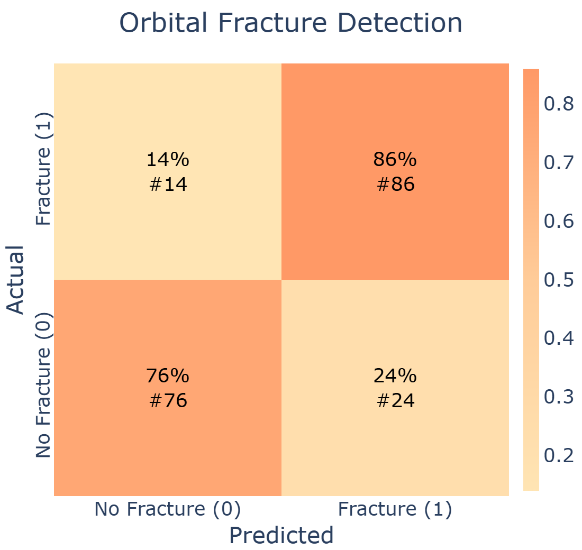 Orbital Fracture Detection
Actual
Fracture (1)
No Fracture (0)
14%
#14
86%
#86
76%
#76
24%
#24
No Fracture (0)
Fracture (1)
Predicted
0.8
0.7
0.6
0.5
0.4
0.3
0.2